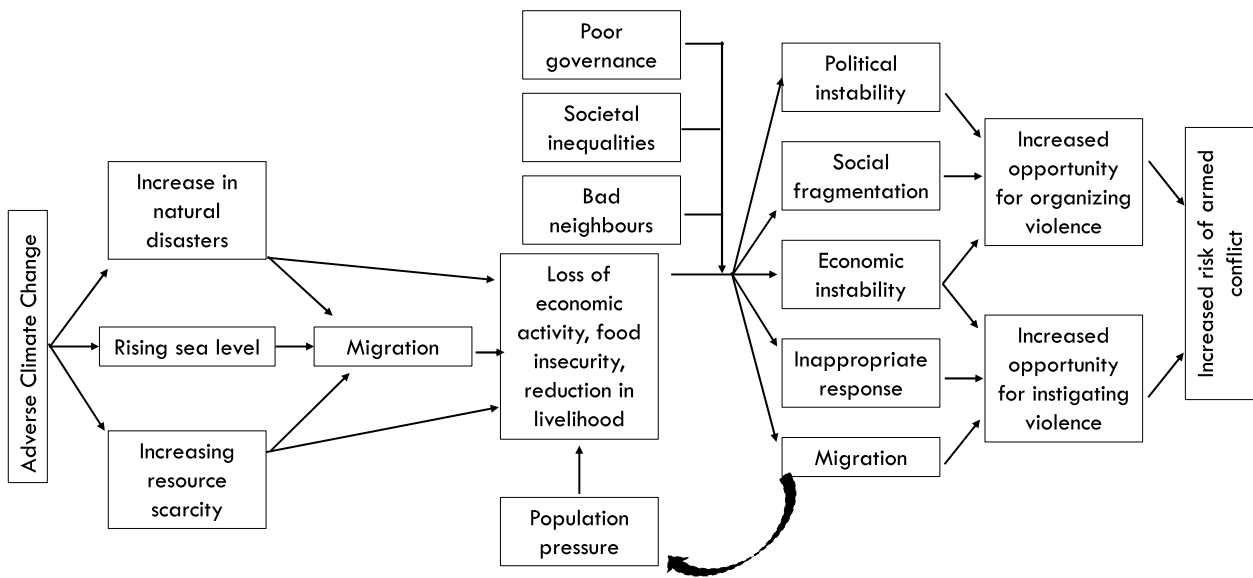 Adverse Climate Change
Increase in
natural
disasters
Rising sea level
Increasing
resource
scarcity
Migration
Poor
governance
Societal
inequalities
Bad
neighbours
Loss of
economic
activity, food
insecurity,
reduction in
livelihood
Population
pressure
Political
instability
Social
fragmentation
Economic
instability
Inappropriate
response
Migration
Increased
opportunity
for organizing
violence
Increased
opportunity
for instigating
violence
Increased risk of armed
conflict